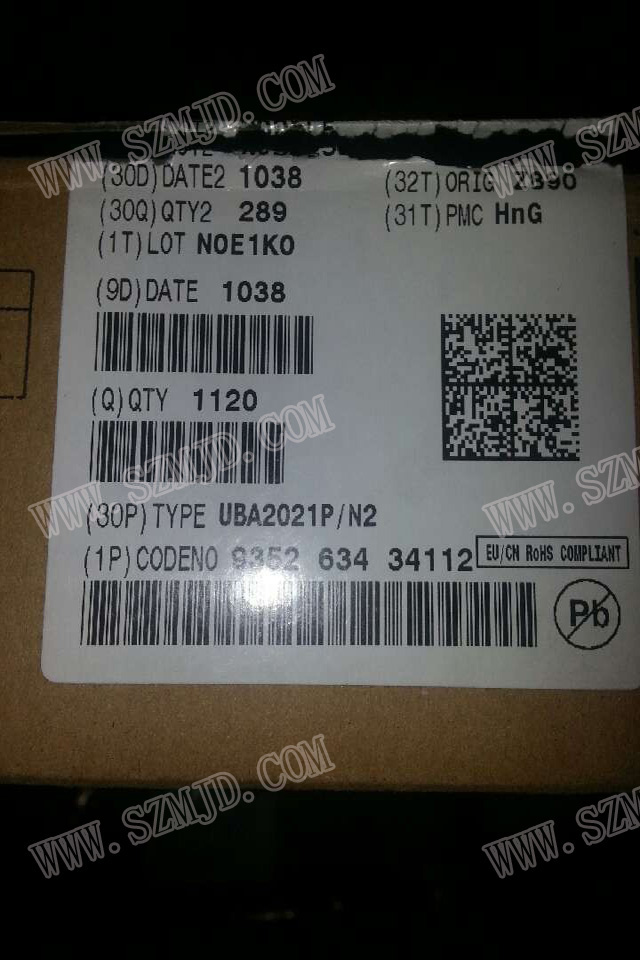 (30D)DATE2 1038
(32T)ORIG
(30Q)QTY2 289
(31T)PMC HnG
(1T)LOT NOE1K0
(9D)DATE 1038
(Q)QTY 1120
(30P)TYPE UBA2021P/N2
(1P)CODENO 9352 634 34112
EU/CN RoHS COMPLIANT
Pb
WWW.SZMJD.COM
WWW.SZMJD.COM
WWW.SZMJD.COM